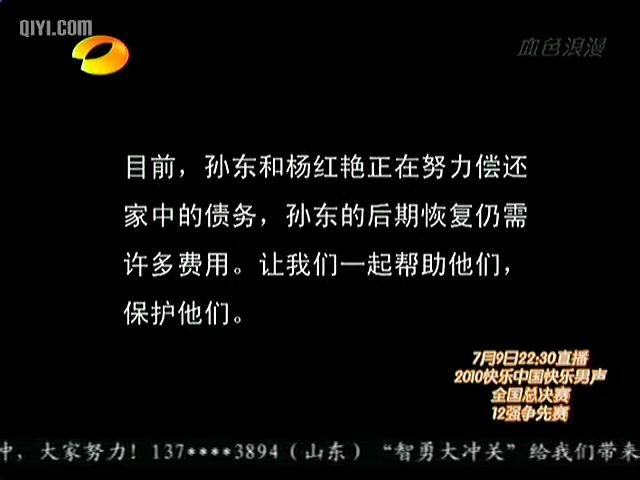 QIYI.COM
血色浪漫
目前，孙东和杨红艳正在努力偿还
家中的债务，孙东的后期恢复仍需
许多费用。让我们一起帮助他们，
保护他们。
7月9日22:30直播
2010快乐中国快乐男声
全国总决赛
12强争先赛
冲，大家努力！137****3894（山东）“智勇大冲关”给我们带来